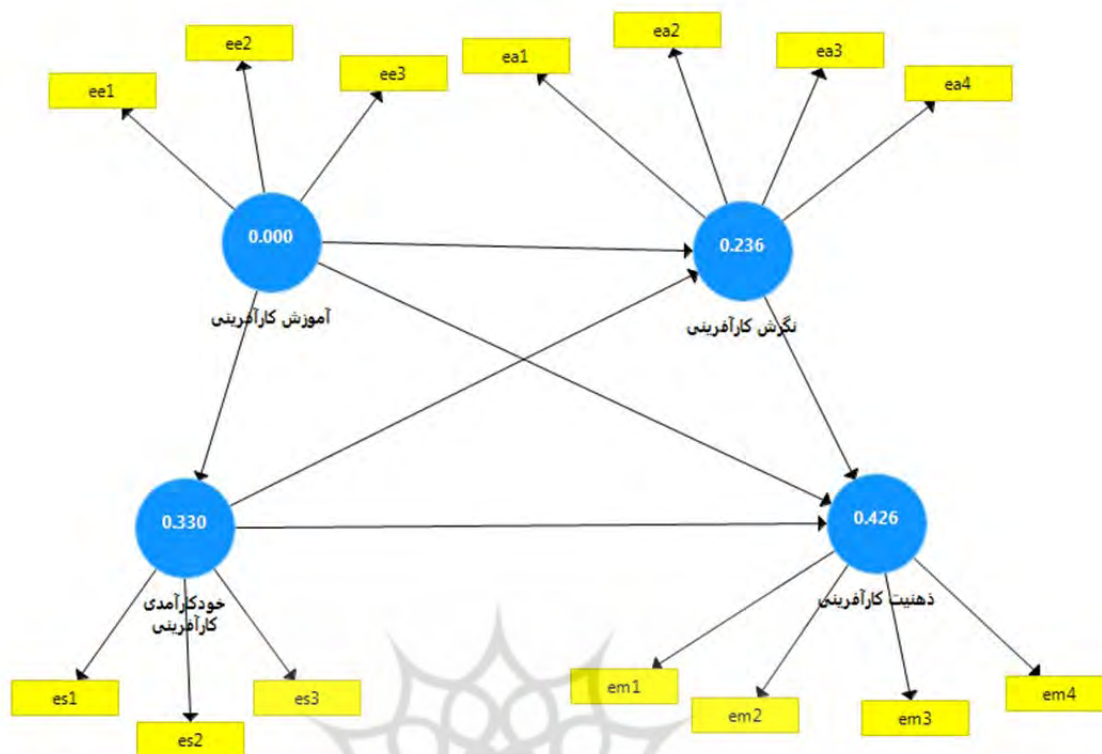 ee1
ee2
ee3
ea1
ea2
ea3
ea4
0.000
آموزش کارآفرینی
0.236
نگرش کارآفرینی
0.330
خودکارآمدی
کارآفرینی
0.426
ذهنیت کارآفرینی
es1
es2
es3
em1
em2
em3
em4